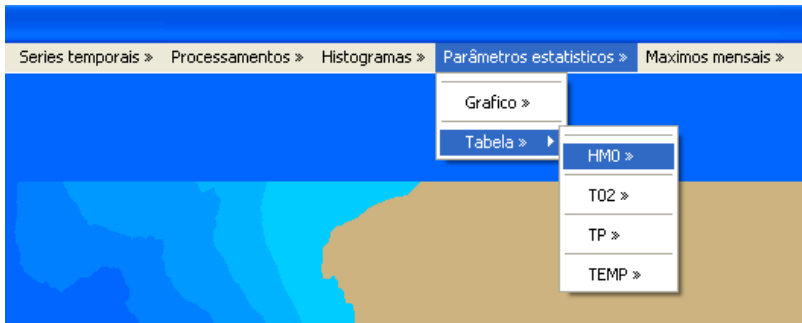 Series temporais » Processamentos » Histogramas » Parâmetros estatisticos » Maximos mensais »
Grafico »
Tabela »
HM0 »
T02 »
TP »
TEMP »